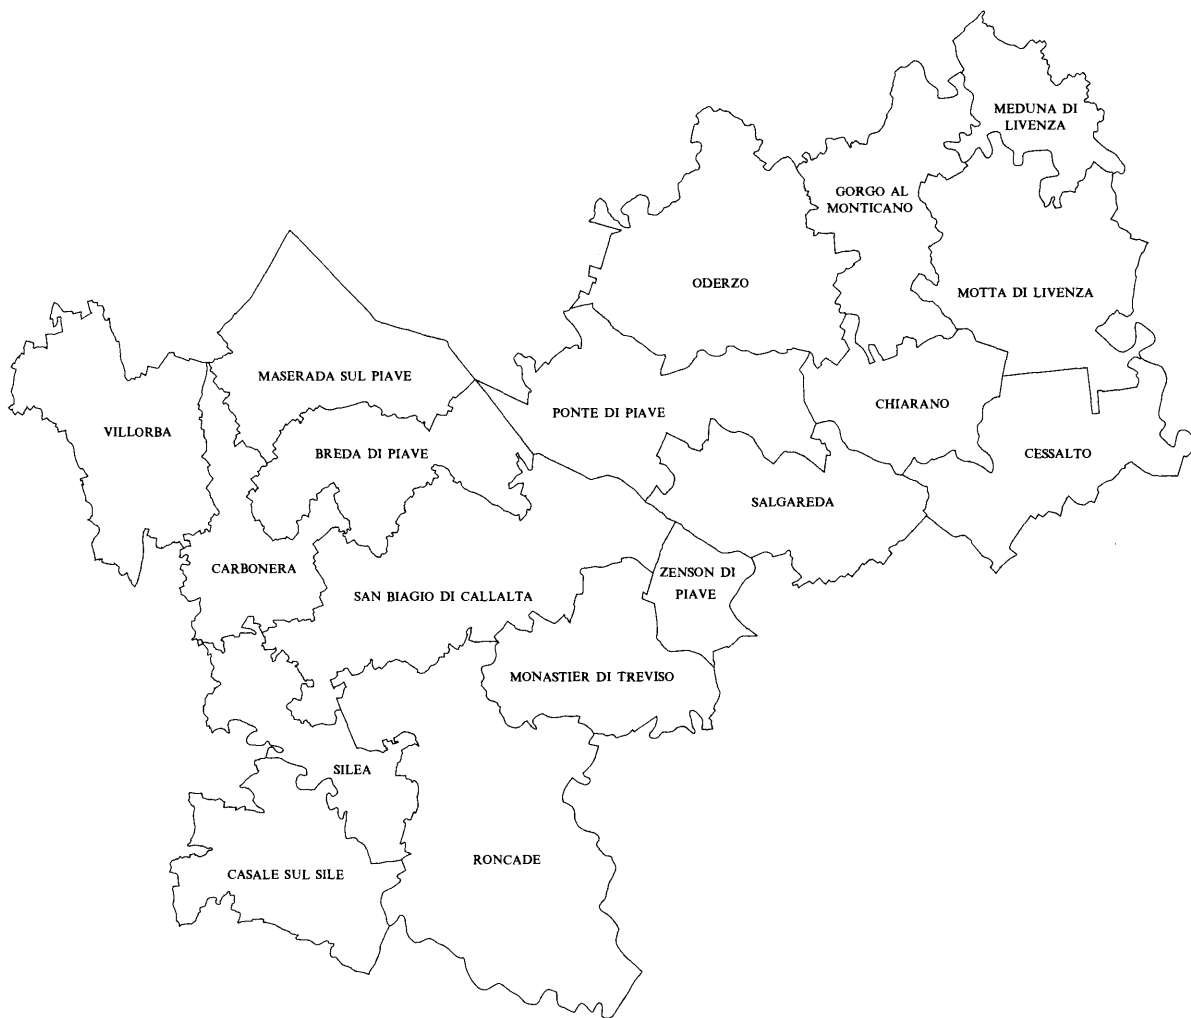 MEDUNA DI
LIVENZA
GORGO AL
MONTICANO
ODERZO
MOTTA DI LIVENZA
MASERADA SUL PIAVE
PONTE DI PIAVE
CHIARANO
VILLORBA
BREDA DI PIAVE
CESSALTO
SALGAREDA
CARBONERA
ZENSON DI
PIAVE
SAN BIAGIO DI CALLALTA
MONASTIER DI TREVISO
SILEA
RONCADE
CASALE SUL SILE